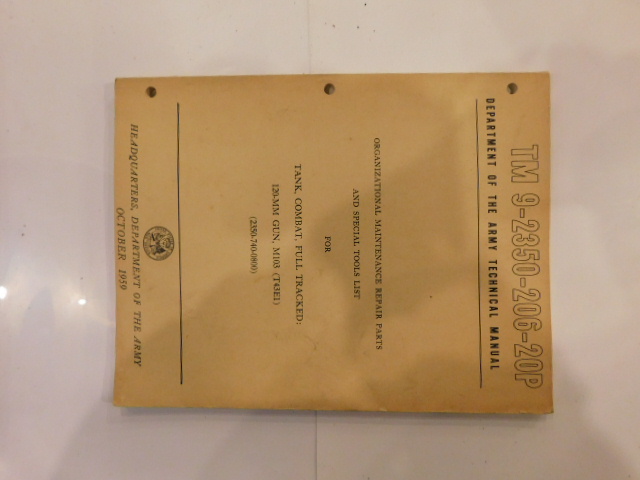 TM 9-2350-206-20P
DEPARTMENT OF THE ARMY TECHNICAL MANUAL
ORGANIZATIONAL MAINTENANCE REPAIR PARTS
AND SPECIAL TOOLS LIST
FOR
TANK, COMBAT, FULL TRACKED:
120-MM GUN, M103 (T43E1)
(2350-740-0800)
HEADQUARTERS, DEPARTMENT OF THE ARMY
OCTOBER 1959